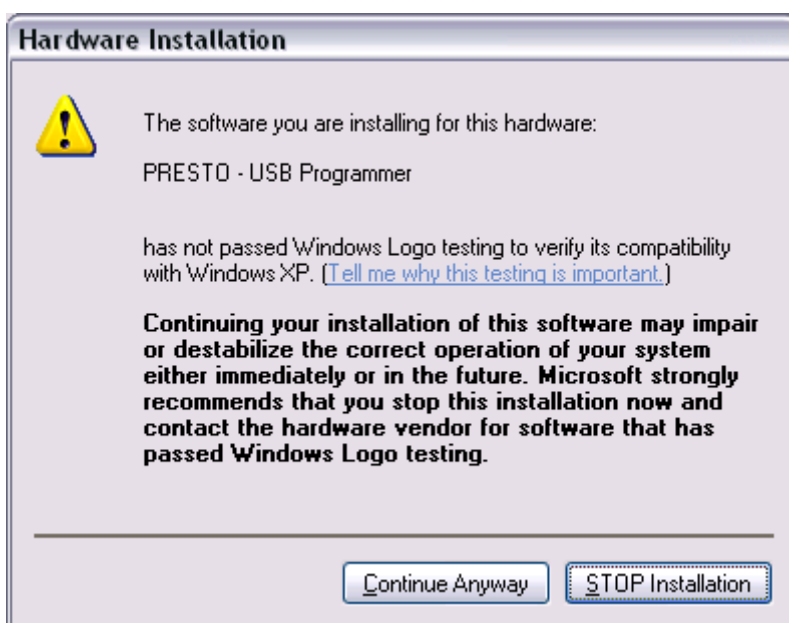 Hardware Installation
The software you are installing for this hardware:
PRESTO - USB Programmer
has not passed Windows Logo testing to verify its compatibility
with Windows XP. (Tell me why this testing is important.)
Continuing your installation of this software may impair
or destabilize the correct operation of your system
either immediately or in the future. Microsoft strongly
recommends that you stop this installation now and
contact the hardware vendor for software that has
passed Windows Logo testing.
Continue Anyway
STOP Installation